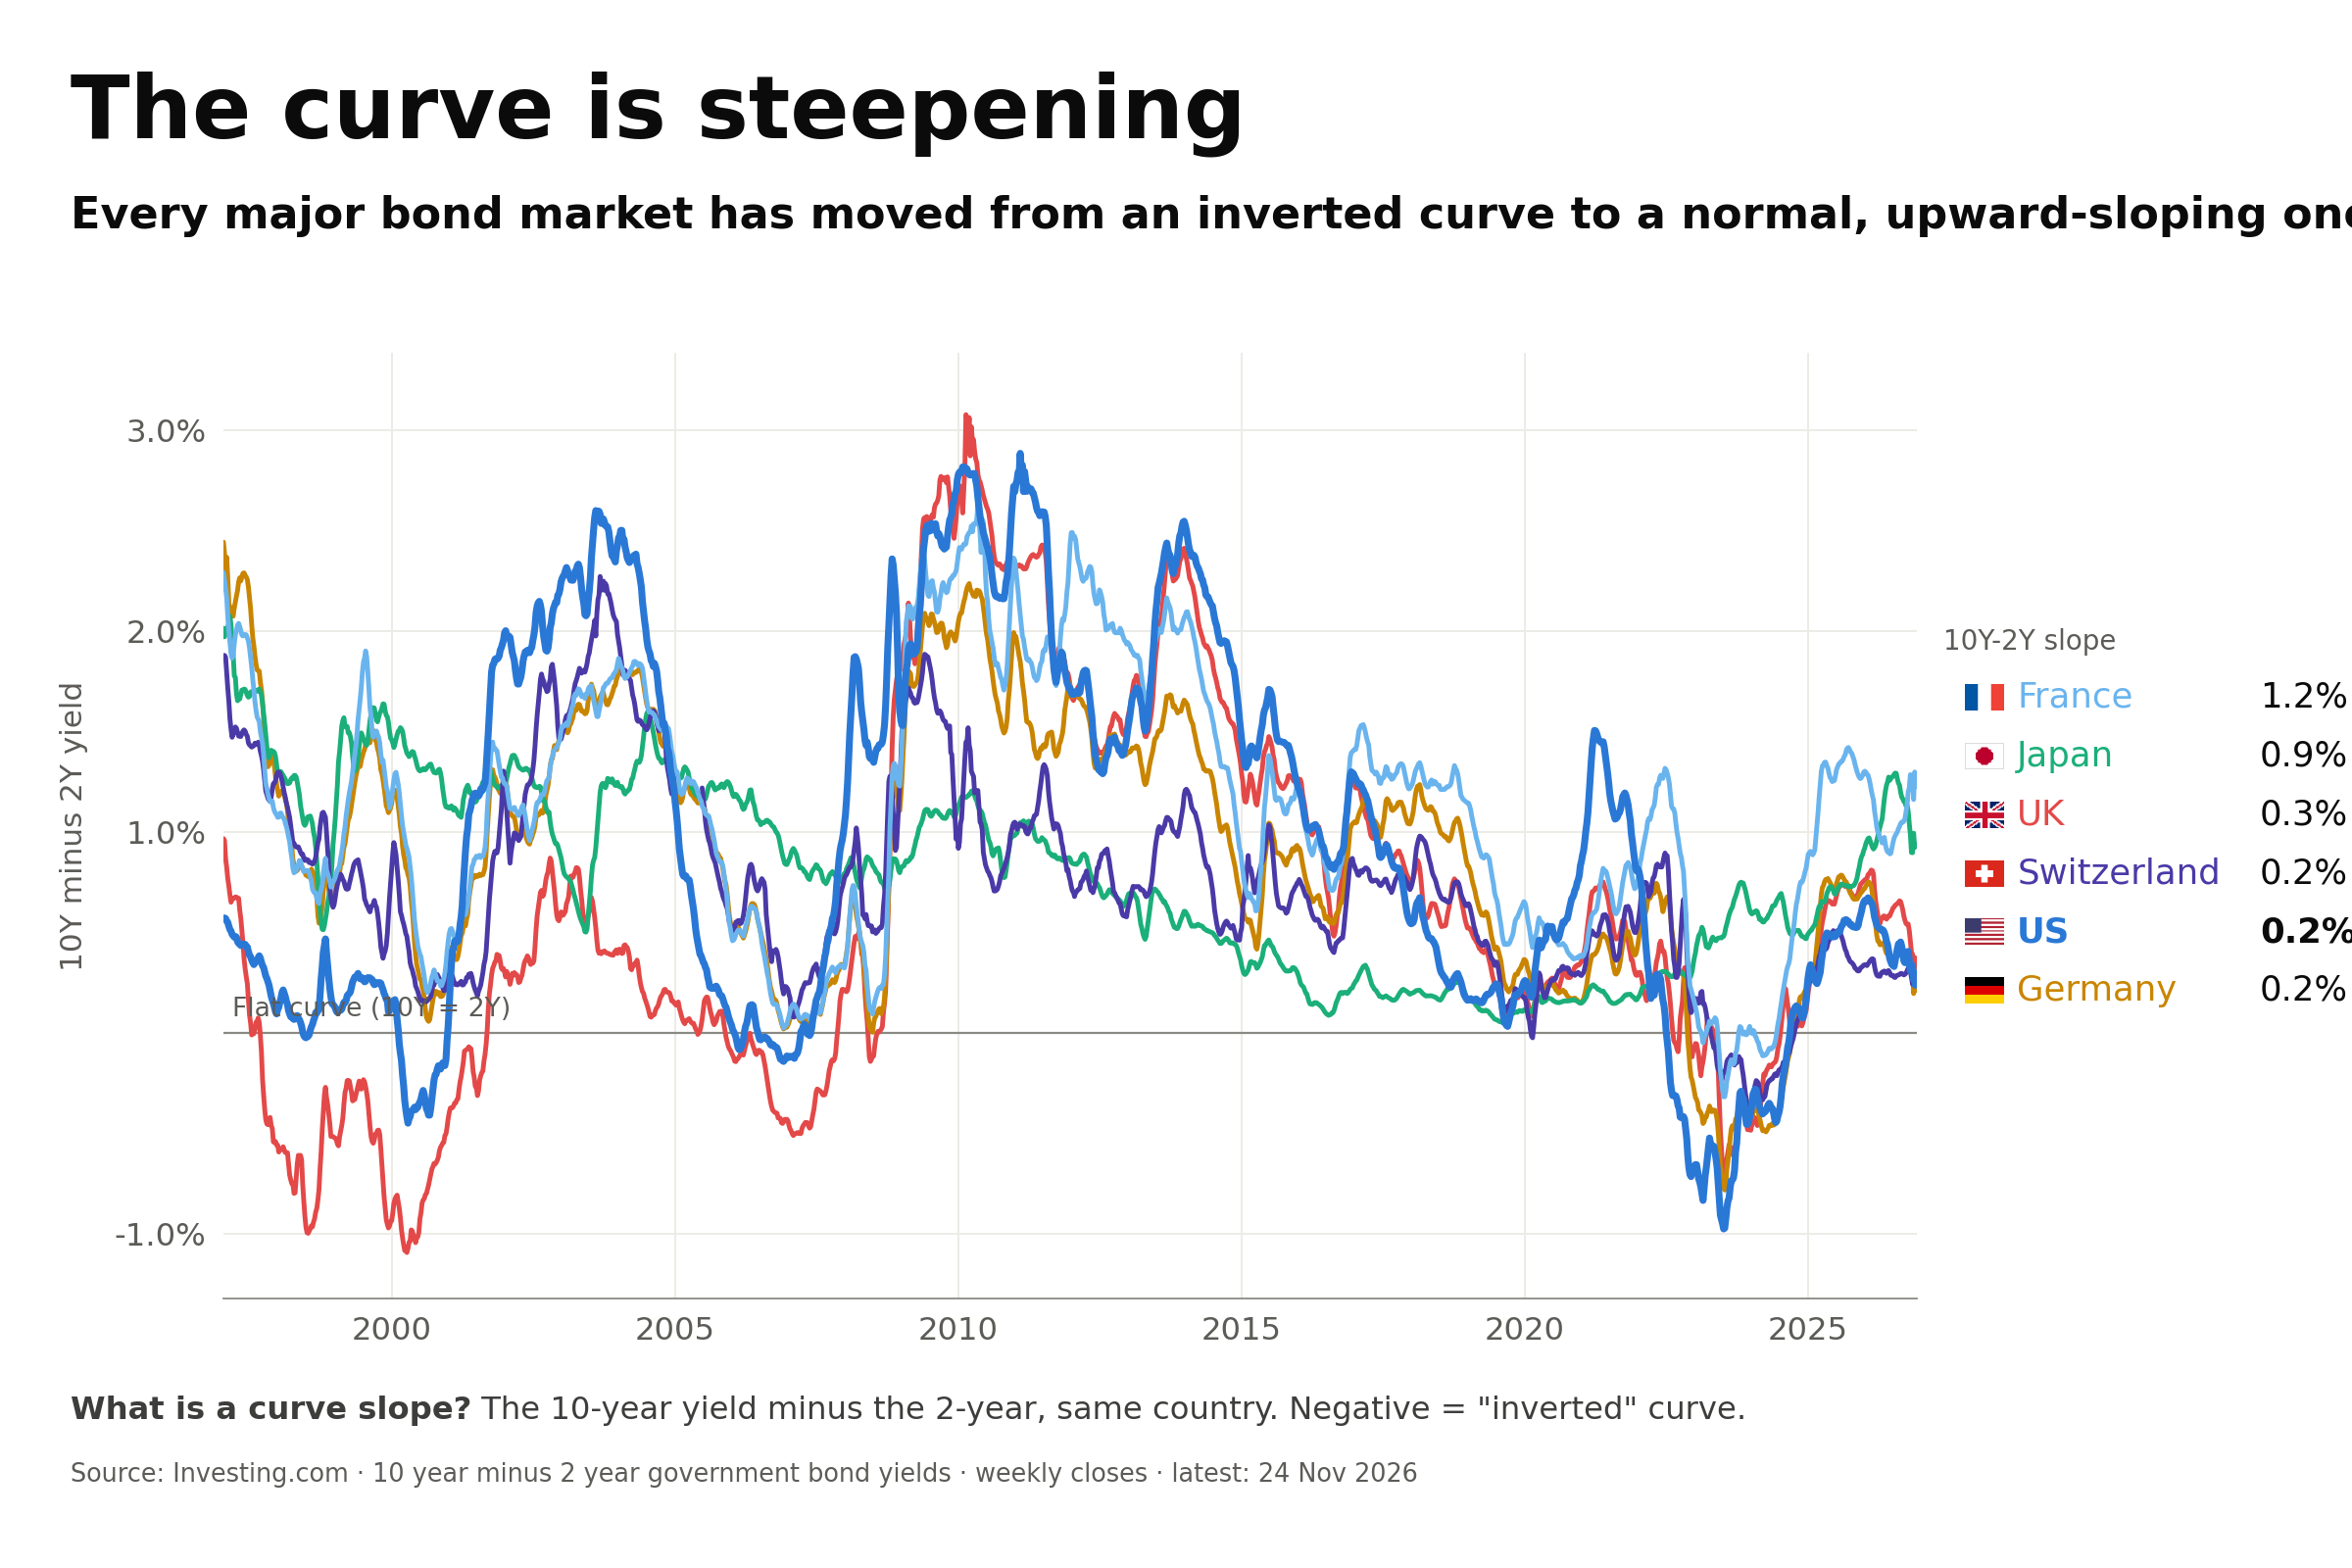 The curve is steepening
Every major bond market has moved from an inverted curve to a normal, upward-sloping
10Y minus 2Y yield
3.0%
2.0%
1.0%
-1.0%
Flat curve (10Y = 2Y)
2000 2005 2010 2015 2020 2025
10Y-2Y slope
France 1.2%
Japan 0.9%
UK 0.3%
Switzerland 0.2%
US 0.2%
Germany 0.2%
What is a curve slope? The 10-year yield minus the 2-year, same country. Negative = "inverted" curve.
Source: Investing.com · 10 year minus 2 year government bond yields · weekly closes · latest: 24 Nov 2026